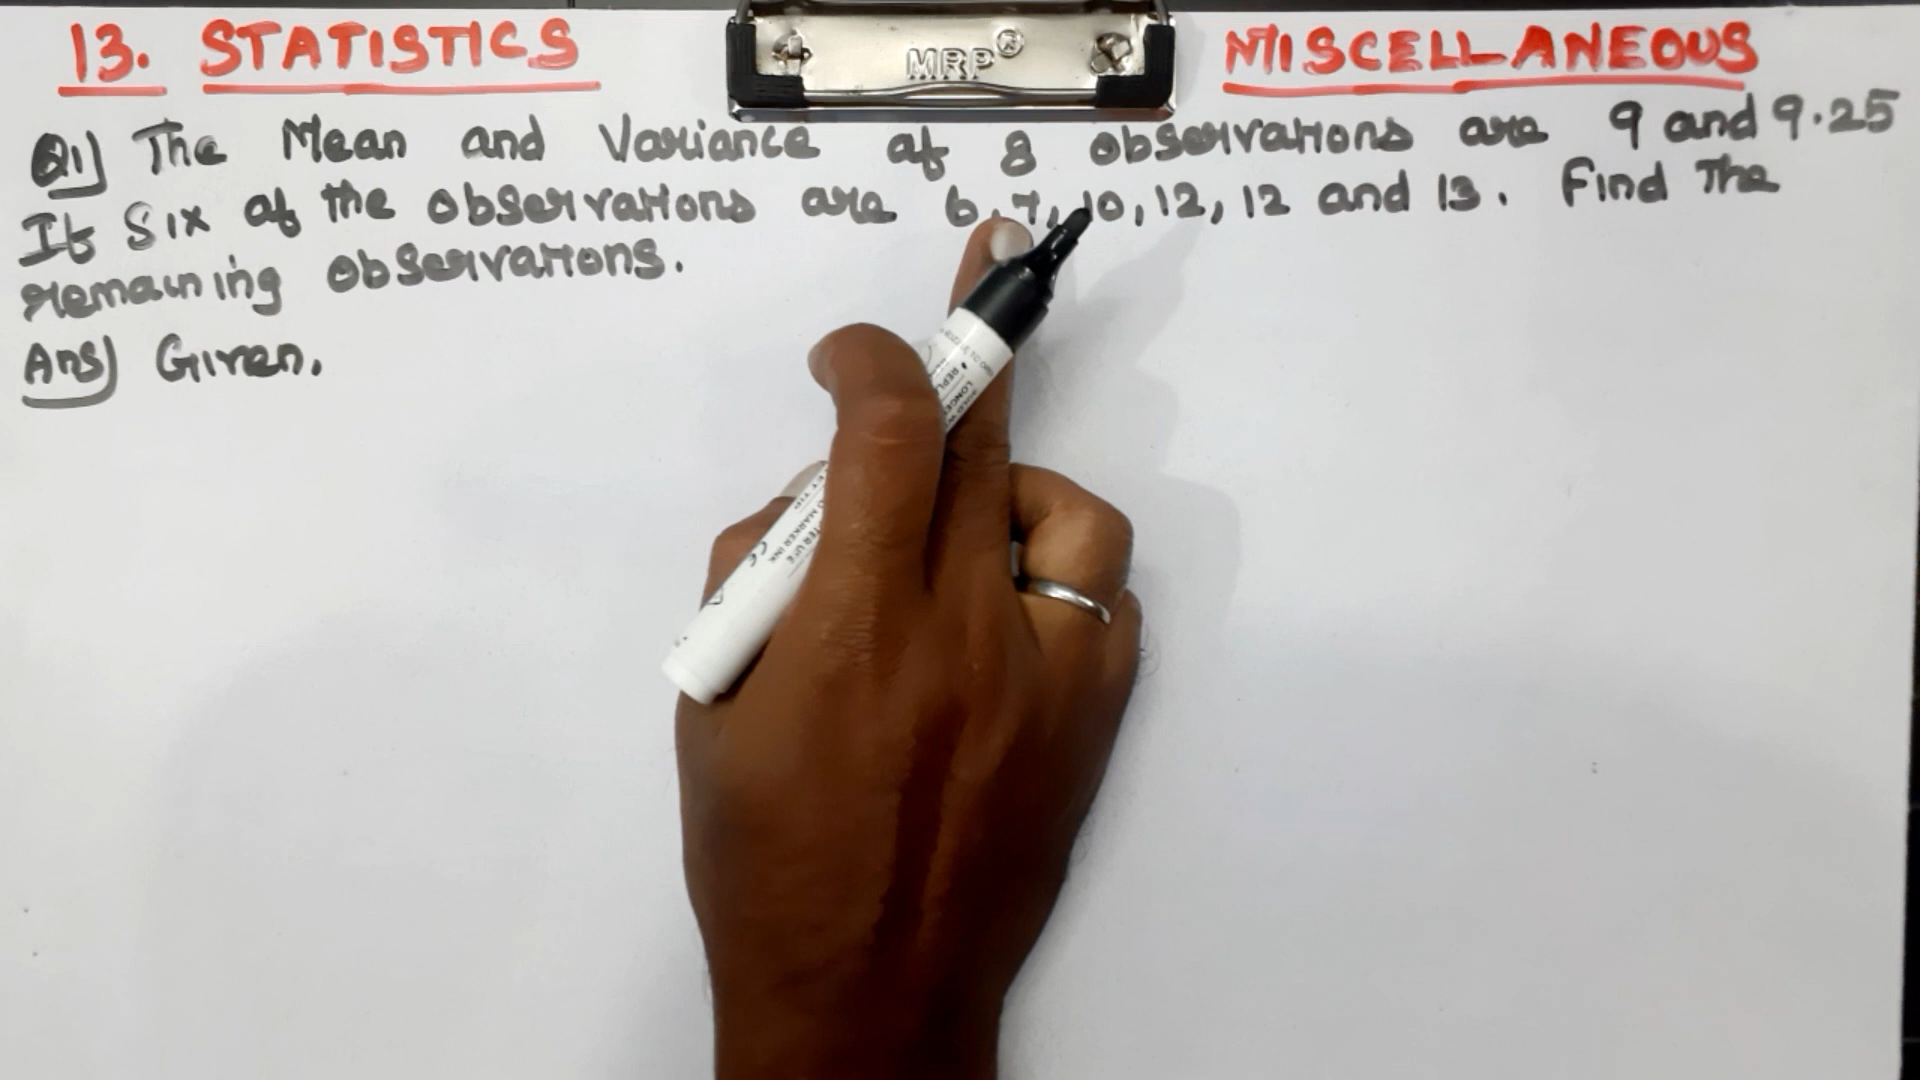 13. STATISTICS
MRP®
MISCELLANEOUS
Q1) The Mean and Variance of 8 observations are 9 and 9.25
If Six of the observations are 6, 7, 10, 12, 12 and 13. Find The
remaining observations.
Ans) Given,